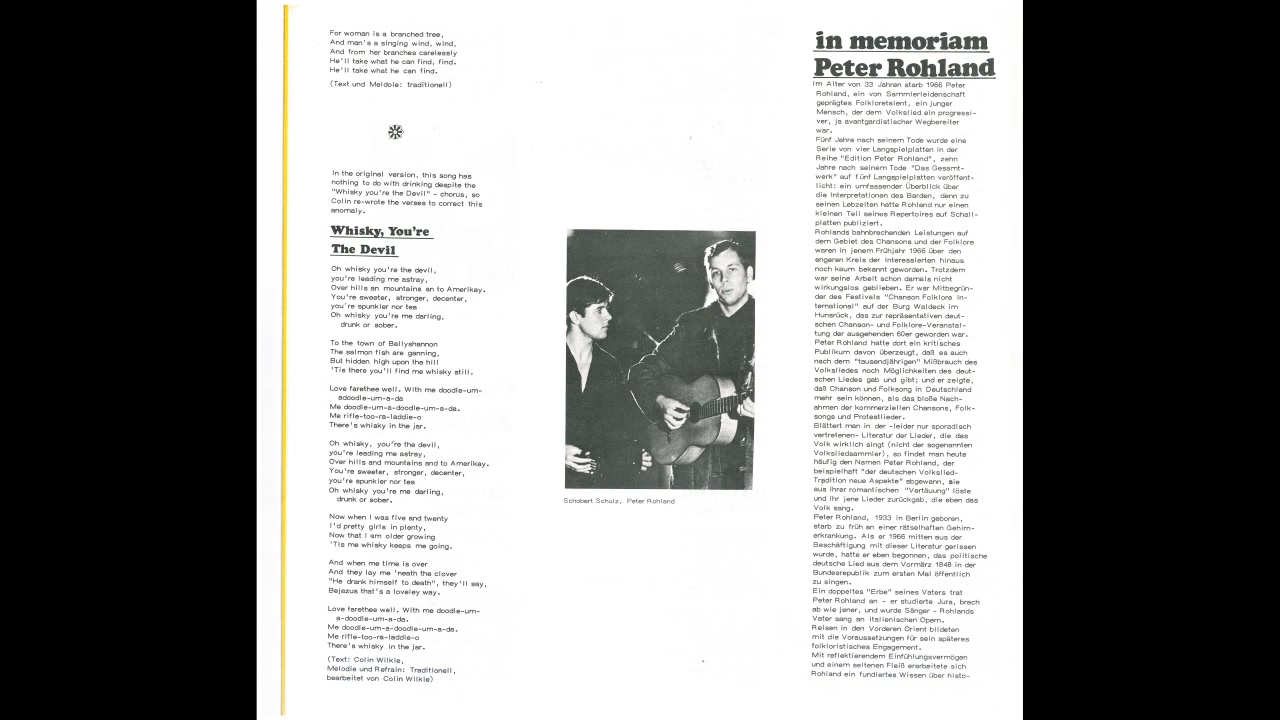 For woman is a branched tree,
And man's a singing wind, wind,
And from her branches carelessly
He'll take what he can find, find.
He'll take what he can find.
(Text und Meldoie: traditionell)
In the original version, this song has
nothing to do with drinking despite the
"Whisky you're the Devil" - chorus, so
Colin re-wrote the verses to correct this
anomaly.
Whisky, You're
The Devil
Oh whisky you're the devil,
you're leading me astray,
Over hills an mountains an to Amerikay.
You're sweeter, stronger, decenter,
you're spunkier nor tea
Oh whisky you're me darling,
drunk or sober.
To the town of Ballyshannon
The salmon fish are ganning,
But hidden high upon the hill
'Tis there you'll find me whisky still.
Love farethee well. With me doodle-um-
adoodle-um-a-da
Me doodle-um-a-doodle-um-a-da.
Me rifle-too-ra-laddie-o
There's whisky in the jar.
Oh whisky, you're the devil,
you're leading me astray,
Over hills and mountains and to Amerikay.
You're sweeter, stronger, decenter,
you're spunkier nor tea
Oh whisky you're me darling,
drunk or sober.
Now when I was five and twenty
I'd pretty girls in plenty,
Now that I am older growing
'Tis me whisky keeps me going.
And when me time is over
And they lay me 'neath the clover
"He drank himself to death", they'll say,
Bejazus that's a loveley way.
Love farethee well. With me doodle-um-
a-doodle-um-a-da.
Me doodle-um-a-doodle-um-a-da.
Me rifle-too-ra-laddie-o
There's whisky in the jar.
(Text: Colin Wilkie,
Melodie und Refrain: Traditionell,
bearbeitet von Colin Wilkie)
Schobert Schulz, Peter Rohland
in memoriam
Peter Rohland
Im Alter von 33 Jahren starb 1966 Peter
Rohland, ein von Sammlerleidenschaft
geprägtes Folkloretalent, ein junger
Mensch, der dem Volkslied ein progressi-
ver, ja avantgardistischer Wegbereiter
war.
Fünf Jahre nach seinem Tode wurde eine
Serie von vier Langspielplatten in der
Reihe "Edition Peter Rohland", zehn
Jahre nach seinem Tode "Das Gesamt-
werk" auf fünf Langspielplatten veröffent-
licht: ein umfassender Überblick über
die Interpretationen des Barden, denn zu
seinen Lebzeiten hatte Rohland nur einen
kleinen Teil seines Repertoires auf Schall-
platten publiziert.
Rohlands bahnbrechenden Leistungen auf
dem Gebiet des Chansons und der Folklore
waren in jenem Frühjahr 1966 über den
engeren Kreis der Interessierten hinaus
noch kaum bekannt geworden. Trotzdem
war seine Arbeit schon damals nicht
wirkungslos geblieben. Er war Mitbegrün-
der des Festivals "Chanson Folklore In-
ternational" auf der Burg Waldeck im
Hunsrück, das zur repräsentativen deut-
schen Chanson- und Folklore-Veranstal-
tung der ausgehenden 60er geworden war.
Peter Rohland hatte dort ein kritisches
Publikum davon überzeugt, daß es auch
nach dem "tausendjährigen" Mißbrauch des
Volksliedes noch Möglichkeiten des deut-
schen Liedes gab und gibt; und er zeigte,
daß Chanson und Folksong in Deutschland
mehr sein können, als das bloße Nach-
ahmen der kommerziellen Chansons, Folk-
songs und Protestlieder.
Blättert man in der -leider nur sporadisch
vertretenen- Literatur der Lieder, die das
Volk wirklich singt (nicht der sogenannten
Volksliedsammler), so findet man heute
häufig den Namen Peter Rohland, der
beispielhaft "der deutschen Volkslied-
Tradition neue Aspekte" abgewann, sie
aus ihrer romantischen "Vertäuung" löste
und ihr jene Lieder zurückgab, die eben das
Volk sang.
Peter Rohland, 1933 in Berlin geboren,
starb zu früh an einer rätselhaften Gehirn-
erkrankung. Als er 1966 mitten aus der
Beschäftigung mit dieser Literatur gerissen
wurde, hatte er eben begonnen, das politische
deutsche Lied aus dem Vormärz 1848 in der
Bundesrepublik zum ersten Mal öffentlich
zu singen.
Ein doppeltes "Erbe" seines Vaters trat
Peter Rohland an - er studierte Jura, brach
ab wie jener, und wurde Sänger - Rohlands
Vater sang an Italienischen Opern.
Reisen in den Vorderen Orient bildeten
mit die Voraussetzungen für sein späteres
folkloristisches Engagement.
Mit reflektierendem Einfühlungsvermögen
und einem seltenen Fleiß erarbeitete sich
Rohland ein fundiertes Wissen über histo-